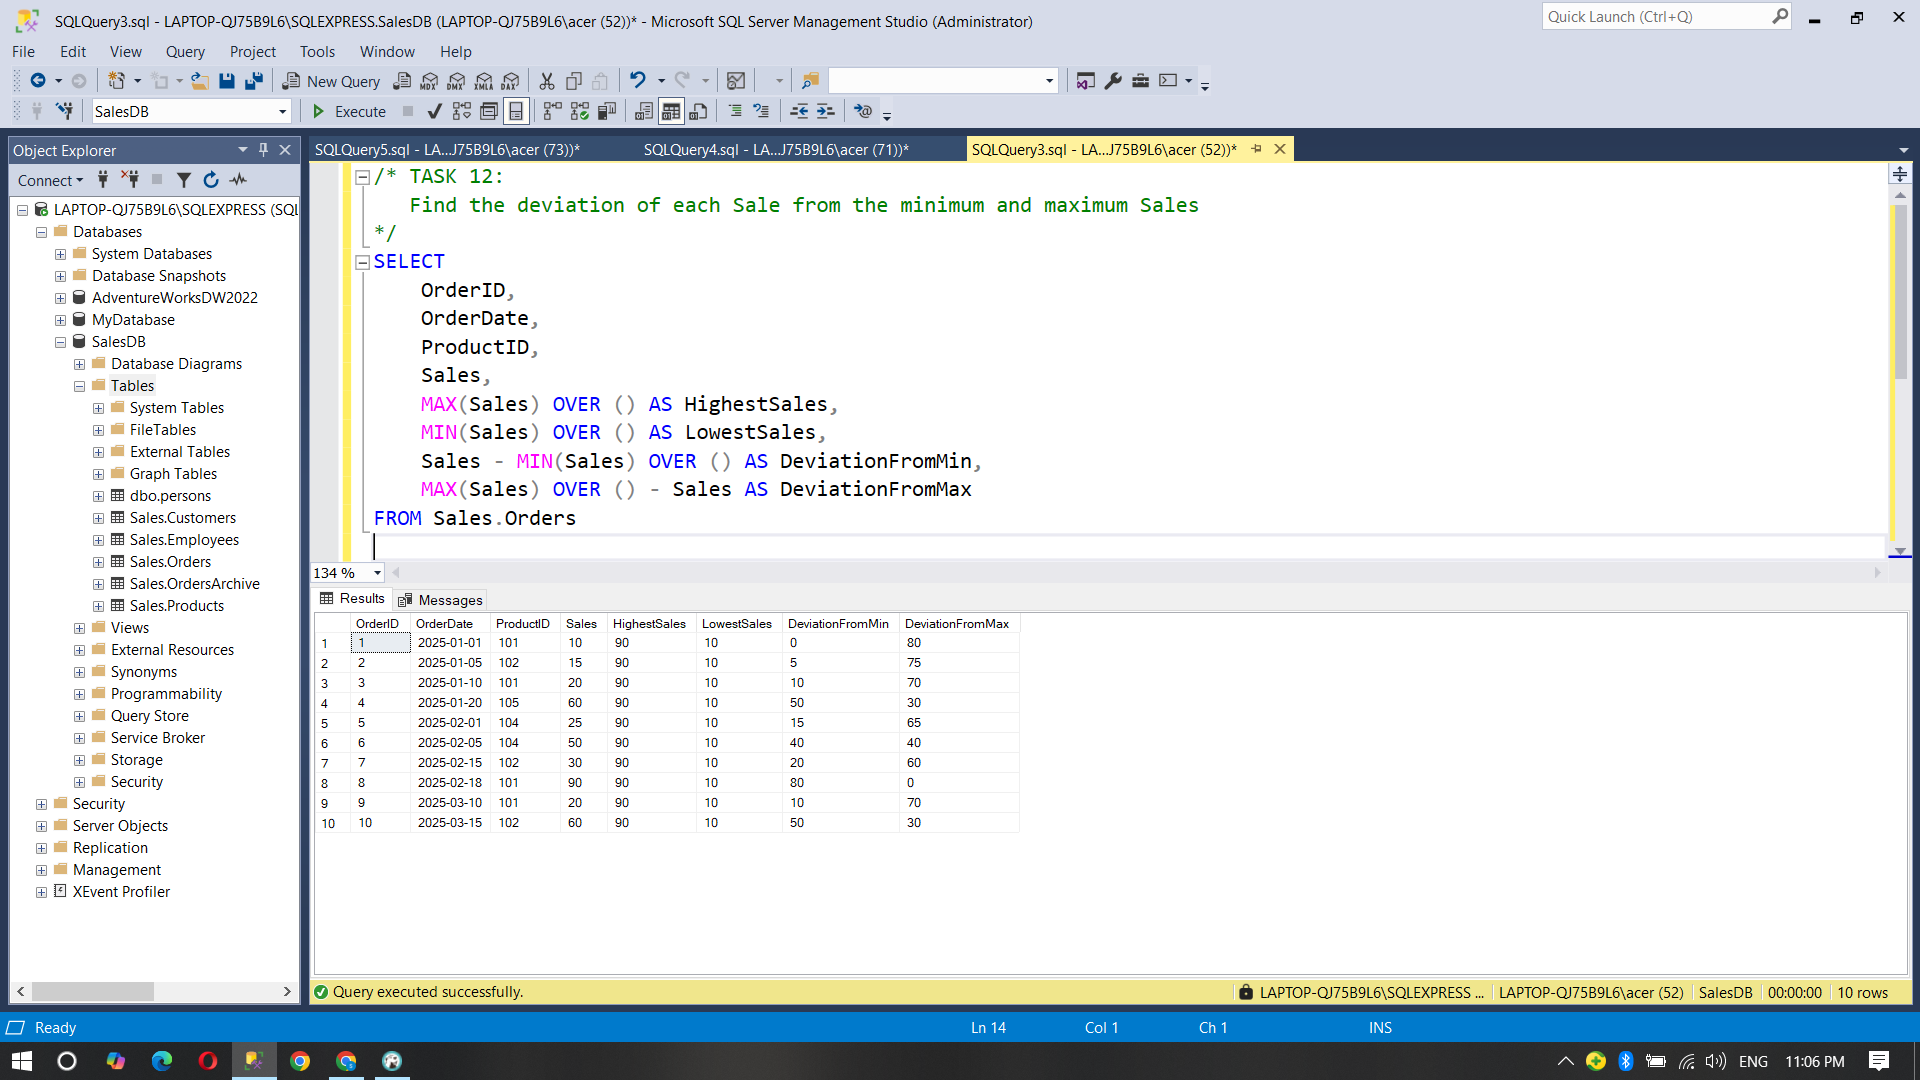 SQLQuery3.sql - LAPTOP-QJ75B9L6\SQLEXPRESS.SalesDB (LAPTOP-QJ75B9L6\acer (52))* - Microsoft SQL Server Management Studio (Administrator)
Quick Launch (Ctrl+Q)
File Edit View Query Project Tools Window Help
New Query MDX DMX XMLA DAX
SalesDB Execute
Object Explorer
SQLQuery5.sql - LA...J75B9L6\acer (73))* SQLQuery4.sql - LA...J75B9L6\acer (71))* SQLQuery3.sql - LA...J75B9L6\acer (52))*
Connect
LAPTOP-QJ75B9L6\SQLEXPRESS (SQL
Databases
System Databases
Database Snapshots
AdventureWorksDW2022
MyDatabase
SalesDB
Database Diagrams
Tables
System Tables
FileTables
External Tables
Graph Tables
dbo.persons
Sales.Customers
Sales.Employees
Sales.Orders
Sales.OrdersArchive
Sales.Products
Views
External Resources
Synonyms
Programmability
Query Store
Service Broker
Storage
Security
Security
Server Objects
Replication
Management
XEvent Profiler
/* TASK 12:
Find the deviation of each Sale from the minimum and maximum Sales
*/
SELECT
OrderID,
OrderDate,
ProductID,
Sales,
MAX(Sales) OVER () AS HighestSales,
MIN(Sales) OVER () AS LowestSales,
Sales - MIN(Sales) OVER () AS DeviationFromMin,
MAX(Sales) OVER () - Sales AS DeviationFromMax
FROM Sales.Orders
134 %
Results Messages
OrderID OrderDate ProductID Sales HighestSales LowestSales DeviationFromMin DeviationFromMax
1 1 2025-01-01 101 10 90 10 0 80
2 2 2025-01-05 102 15 90 10 5 75
3 3 2025-01-10 101 20 90 10 10 70
4 4 2025-01-20 105 60 90 10 50 30
5 5 2025-02-01 104 25 90 10 15 65
6 6 2025-02-05 104 50 90 10 40 40
7 7 2025-02-15 102 30 90 10 20 60
8 8 2025-02-18 101 90 90 10 80 0
9 9 2025-03-10 101 20 90 10 10 70
10 10 2025-03-15 102 60 90 10 50 30
Query executed successfully. LAPTOP-QJ75B9L6\SQLEXPRESS ... LAPTOP-QJ75B9L6\acer (52) SalesDB 00:00:00 10 rows
Ready Ln 14 Col 1 Ch 1 INS
ENG 11:06 PM